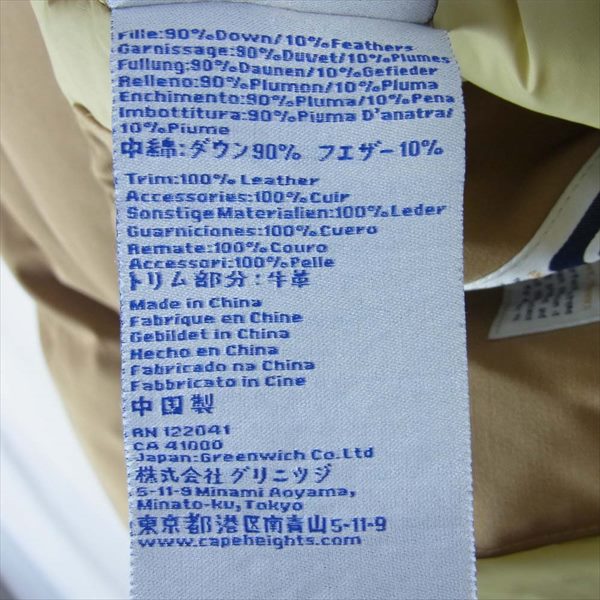 Fille:90%Down/10%Feathers
Garnissage:90%Duvet/10%Plumes
Fullung:90%Daunen/10%Gefieder
Relleno:90%Plumon/10%Pluma
Enchimento:90%Pluma/10%Pena
Imbottitura:90%Piuma D'anatra/
10%Piume
中綿:ダウン90% フエザー10%
Trim:100% Leather
Accessories:100%Cuir
Sonstige Materialien:100%Leder
Guarniciones:100%Cuero
Remate:100%Couro
Accessori:100%Pelle
トリム部分:牛革
Made in China
Fabrique en Chine
Gebildet in China
Hecho en China
Fabricado na China
Fabbricato in Cine
中国製
RN 122041
CA 41000
Japan:Greenwich Co.Ltd
株式会社グリニッジ
5-11-9 Minami Aoyama,
Minato-ku,Tokyo
東京都港区南青山5-11-9
www.capeheights.com